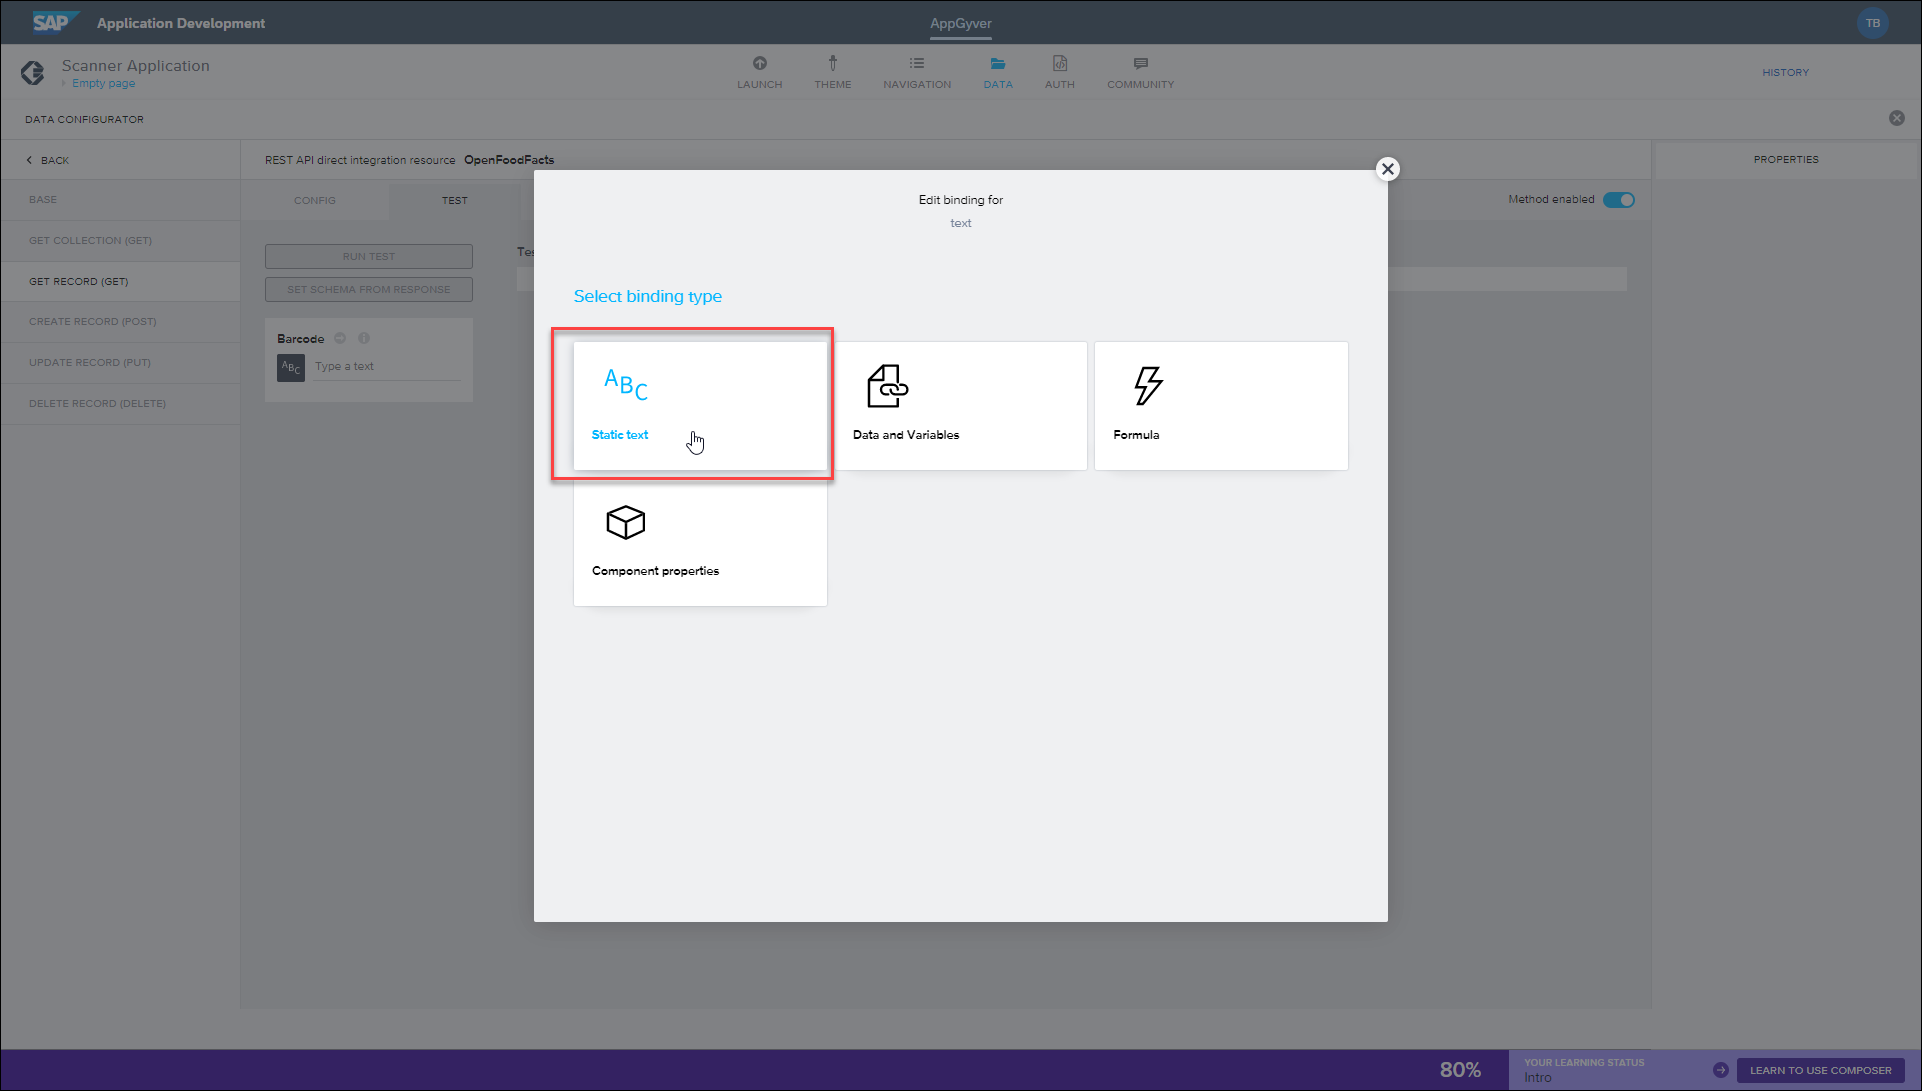 SAP Application Development AppGyver TB
Scanner Application
Empty page
LAUNCH THEME NAVIGATION DATA AUTH COMMUNITY
HISTORY
DATA CONFIGURATOR
BACK
REST API direct integration resource OpenFoodFacts
PROPERTIES
BASE
CONFIG TEST
Method enabled
GET COLLECTION (GET)
GET RECORD (GET)
CREATE RECORD (POST)
UPDATE RECORD (PUT)
DELETE RECORD (DELETE)
RUN TEST
SET SCHEMA FROM RESPONSE
Barcode
ABC Type a text
Tes
Edit binding for
text
Select binding type
ABC
Static text
Data and Variables
Formula
Component properties
80%
YOUR LEARNING STATUS
Intro
LEARN TO USE COMPOSER